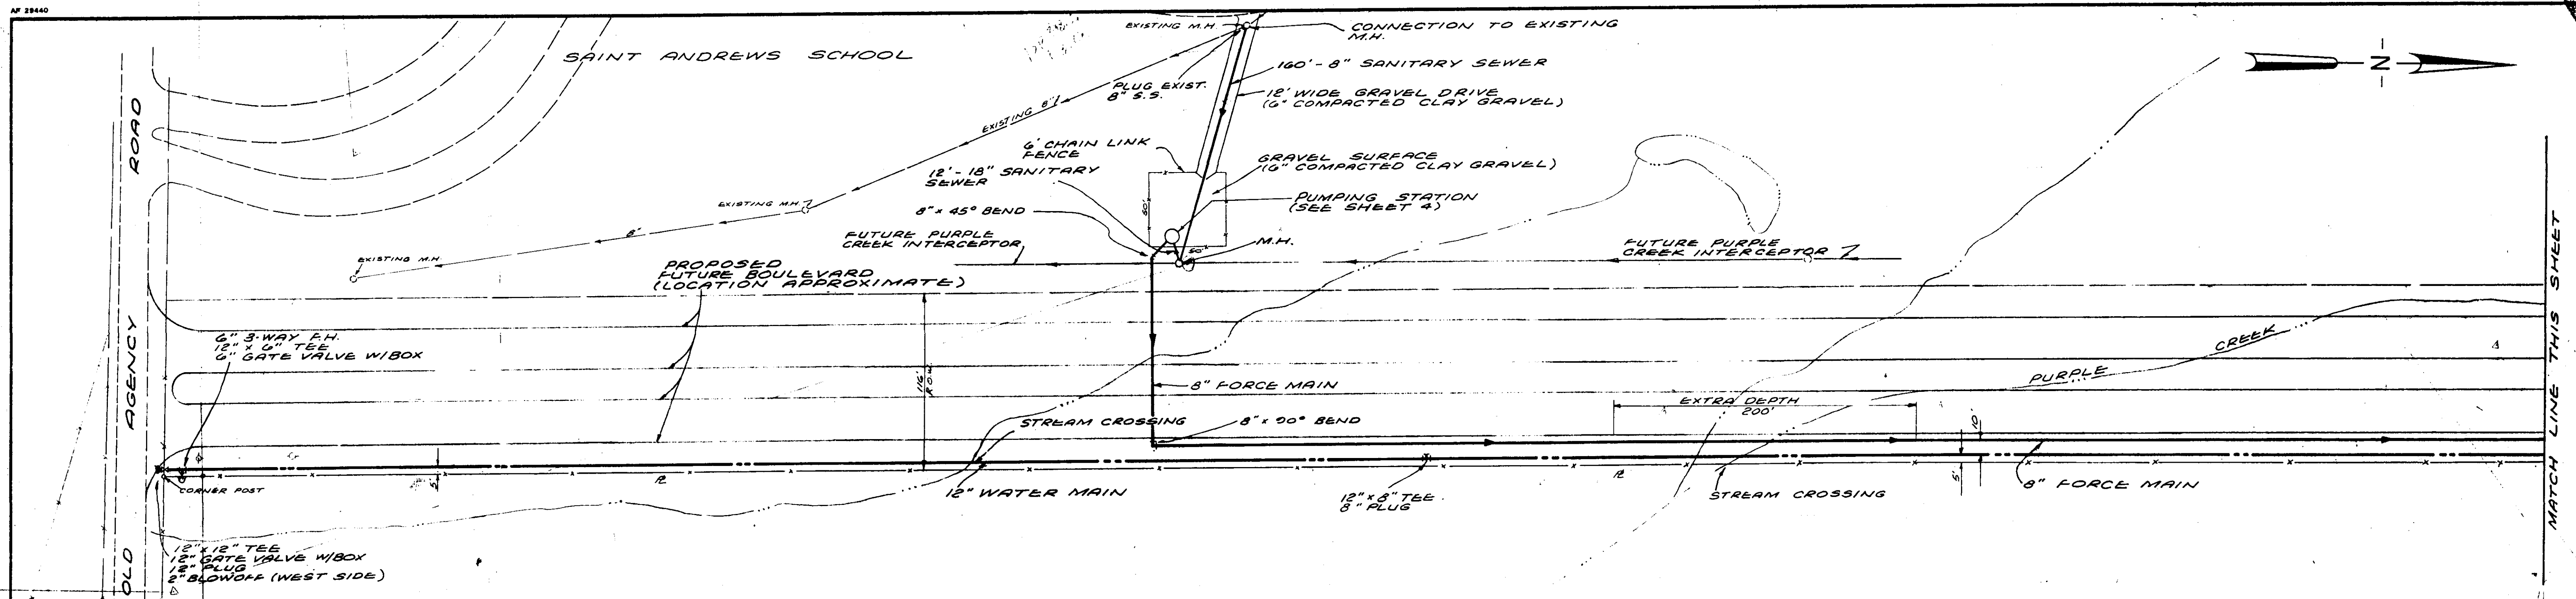 AF 29440
SAINT ANDREWS SCHOOL
EXISTING M.H.
CONNECTION TO EXISTING
M.H.
160'-8" SANITARY SEWER
12' WIDE GRAVEL DRIVE
(6" COMPACTED CLAY GRAVEL)
PLUG EXIST.
8" S.S.
EXISTING 8"
N
6' CHAIN LINK
FENCE
GRAVEL SURFACE
(6" COMPACTED CLAY GRAVEL)
12'-18" SANITARY
SEWER
PUMPING STATION
(SEE SHEET 4)
EXISTING M.H.
8" x 45° BEND
8"
50'
50'
M.H.
FUTURE PURPLE
CREEK INTERCEPTOR
FUTURE PURPLE
CREEK INTERCEPTOR
EXISTING M.H.
PROPOSED
FUTURE BOULEVARD
(LOCATION APPROXIMATE)
OLD AGENCY ROAD
6" 3-WAY F.H.
12" x 6" TEE
6" GATE VALVE W/BOX
116'
R.O.W.
8" FORCE MAIN
PURPLE CREEK
EXTRA DEPTH
200'
STREAM CROSSING
8" x 90° BEND
10'
CORNER POST
5'
12" WATER MAIN
12" x 8" TEE
8" PLUG
STREAM CROSSING
5'
8" FORCE MAIN
12" x 12" TEE
12" GATE VALVE W/BOX
12" PLUG
2" BLOWOFF (WEST SIDE)
MATCH LINE THIS SHEET